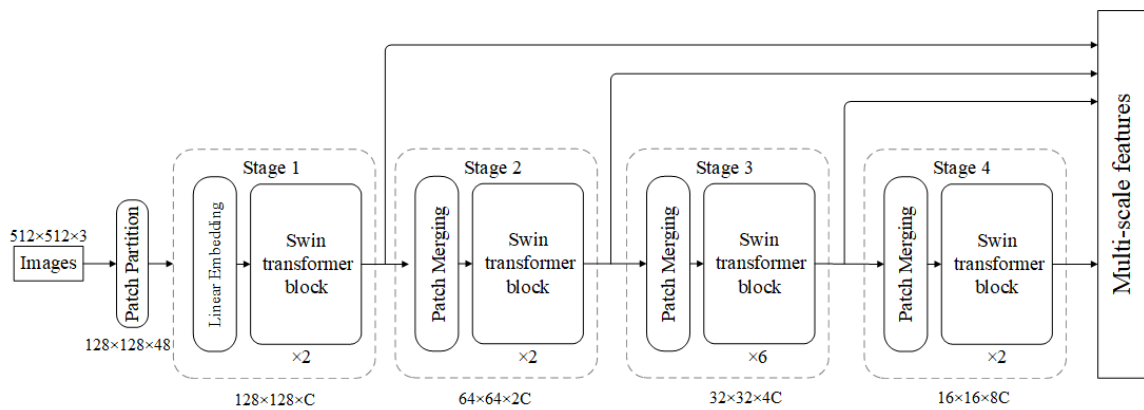 512×512×3
Images
Patch Partition
128×128×48
Stage 1
Linear Embedding
Swin
transformer
block
×2
128×128×C
Stage 2
Patch Merging
Swin
transformer
block
×2
64×64×2C
Stage 3
Patch Merging
Swin
transformer
block
×6
32×32×4C
Stage 4
Patch Merging
Swin
transformer
block
×2
16×16×8C
Multi-scale features